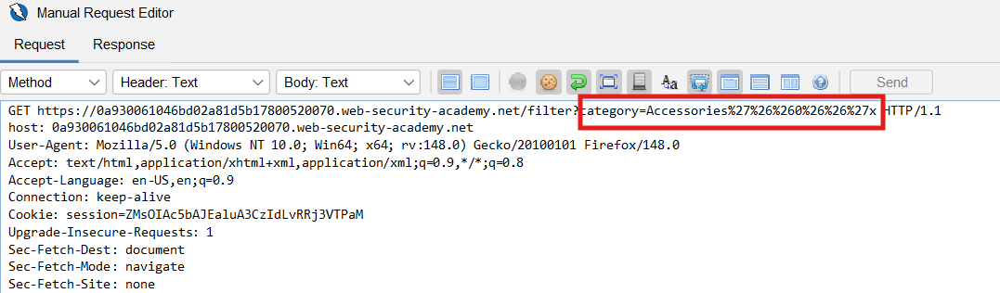 Manual Request Editor
Request Response
Method Header: Text Body: Text Send
GET https://0a930061046bd02a81d5b17800520070.web-security-academy.net/filter?category=Accessories%27%26%260%26%26%27x HTTP/1.1
host: 0a930061046bd02a81d5b17800520070.web-security-academy.net
User-Agent: Mozilla/5.0 (Windows NT 10.0; Win64; x64; rv:148.0) Gecko/20100101 Firefox/148.0
Accept: text/html,application/xhtml+xml,application/xml;q=0.9,*/*;q=0.8
Accept-Language: en-US,en;q=0.9
Connection: keep-alive
Cookie: session=ZMsOIAc5bAJEaluA3CzIdLvRRj3VTPaM
Upgrade-Insecure-Requests: 1
Sec-Fetch-Dest: document
Sec-Fetch-Mode: navigate
Sec-Fetch-Site: none